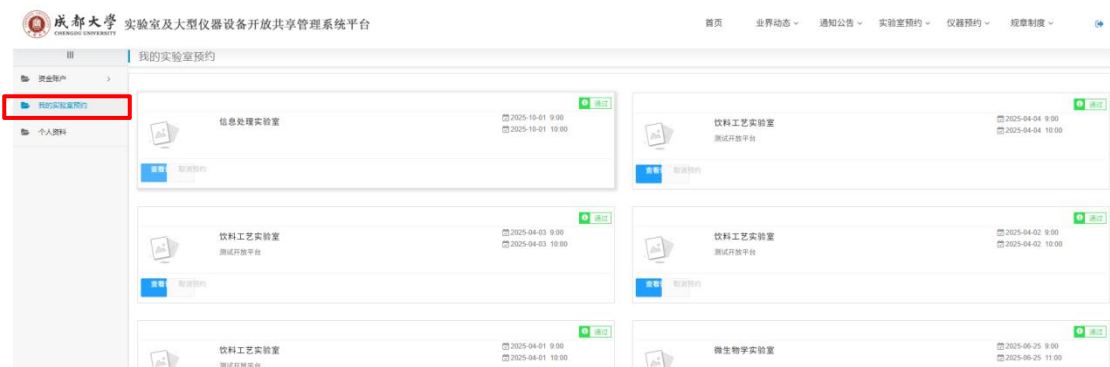 成都大学 实验室及大型仪器设备开放共享管理系统平台
CHENGDU UNIVERSITY
首页 业界动态 通知公告 实验室预约 仪器预约 规章制度
我的实验室预约
资金账户
我的实验室预约
个人资料
通过
信息处理实验室
2025-10-01 9:00
2025-10-01 10:00
查看 取消预约
通过
饮料工艺实验室
测试开放平台
2025-04-04 9:00
2025-04-04 10:00
查看 取消预约
通过
饮料工艺实验室
测试开放平台
2025-04-03 9:00
2025-04-03 10:00
查看 取消预约
通过
饮料工艺实验室
测试开放平台
2025-04-02 9:00
2025-04-02 10:00
查看 取消预约
通过
饮料工艺实验室
测试开放平台
2025-04-01 9:00
2025-04-01 10:00
通过
微生物学实验室
2025-06-25 9:00
2025-06-25 11:00